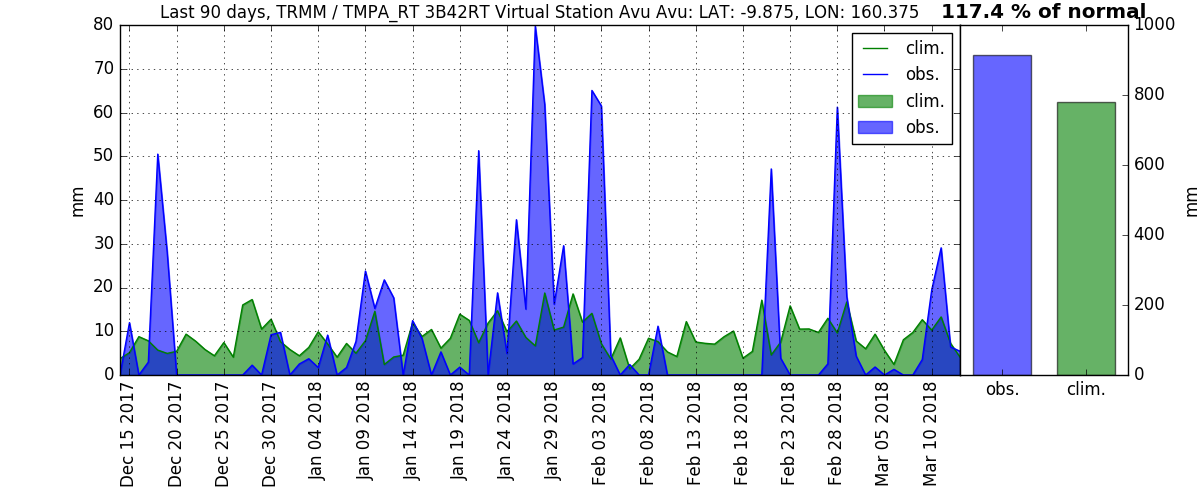 Last 90 days, TRMM / TMPA_RT 3B42RT Virtual Station Avu Avu: LAT: -9.875, LON: 160.375
117.4 % of normal
80
70
60
50
40
30
20
10
0
mm
clim.
obs.
clim.
obs.
Dec 15 2017
Dec 20 2017
Dec 25 2017
Dec 30 2017
Jan 04 2018
Jan 09 2018
Jan 14 2018
Jan 19 2018
Jan 24 2018
Jan 29 2018
Feb 03 2018
Feb 08 2018
Feb 13 2018
Feb 18 2018
Feb 23 2018
Feb 28 2018
Mar 05 2018
Mar 10 2018
1000
800
600
400
200
0
mm
obs.
clim.